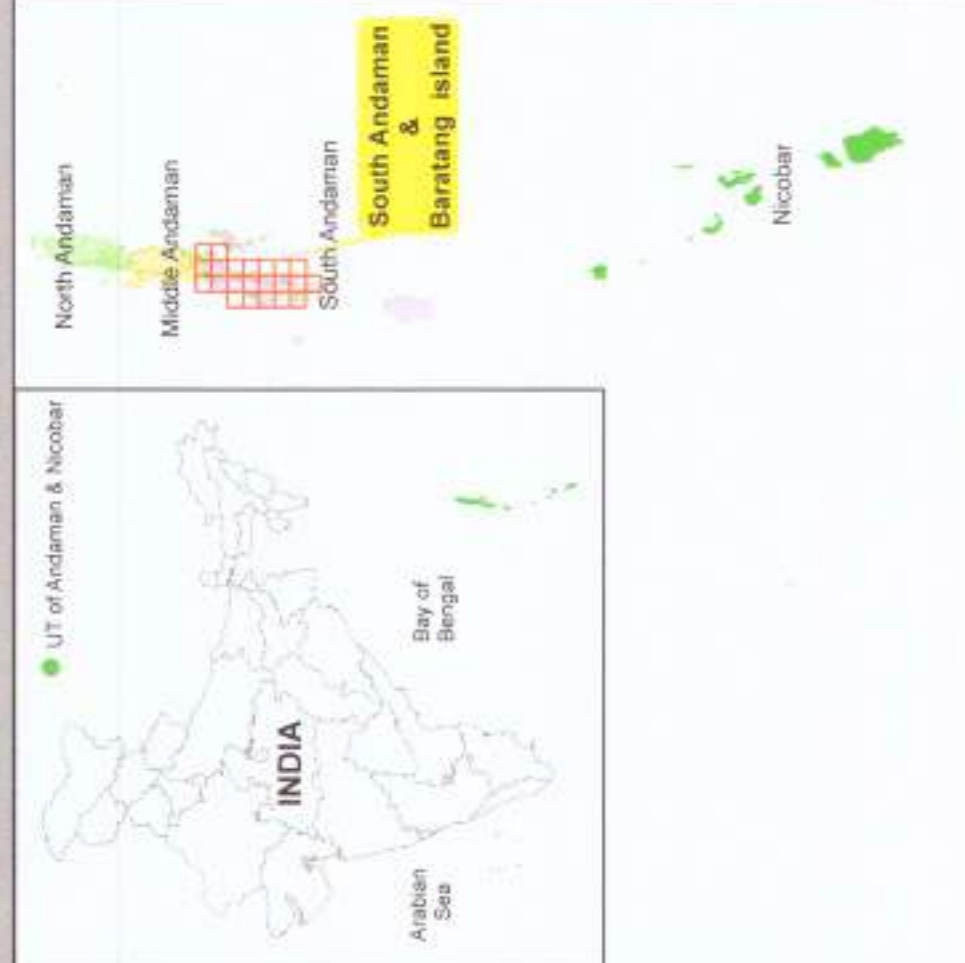 UT of Andaman & Nicobar
INDIA
Arabian
Sea
Bay of
Bengal
North Andaman
Middle Andaman
South Andaman
South Andaman
&
Baratang island
Nicobar